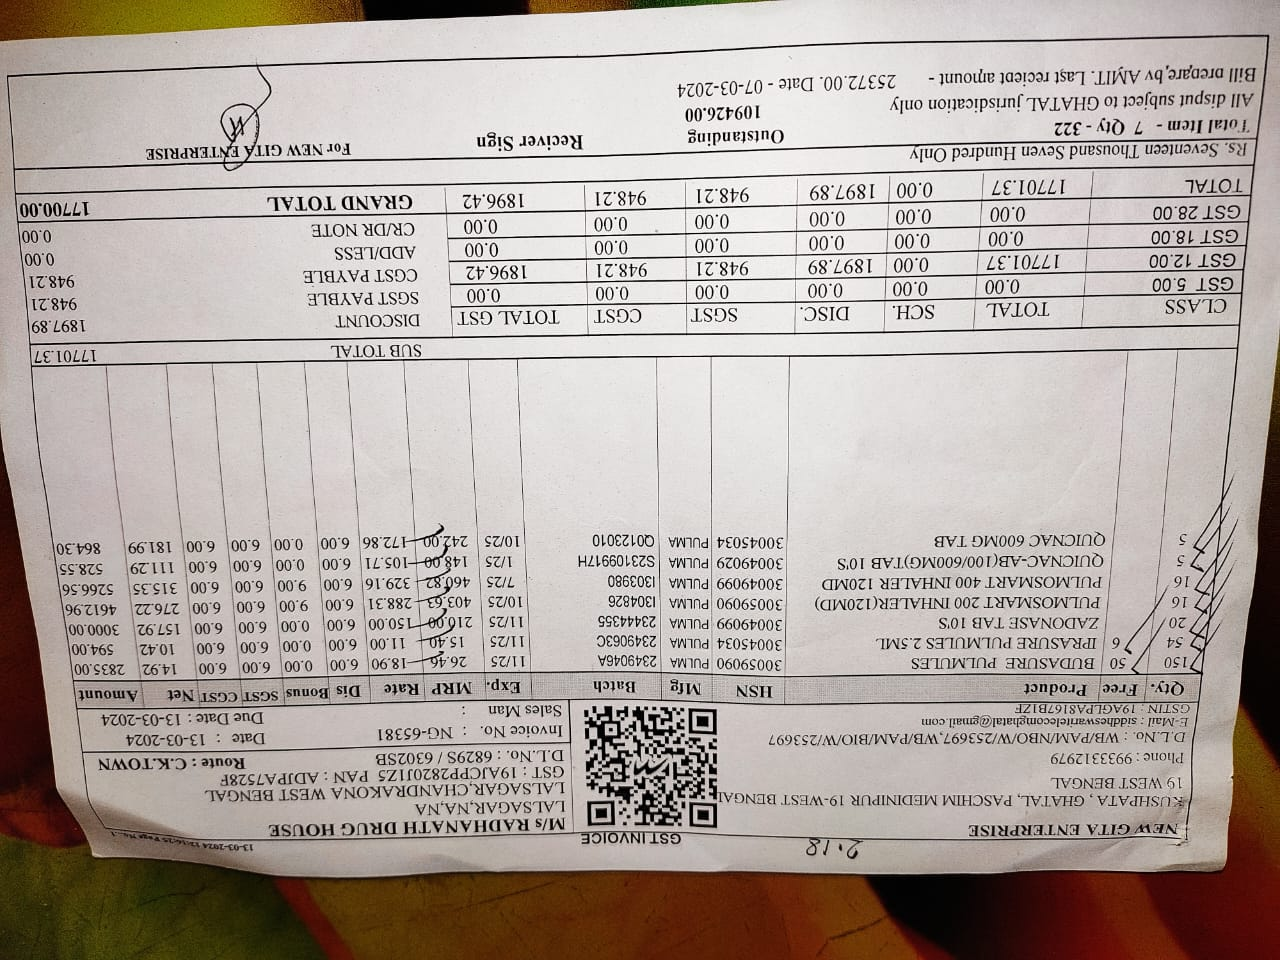 13-03-2024 12:16:25 Page No..1
2.18
GST INVOICE
NEW GITA ENTERPRISE
KUSHPATA , GHATAL, PASCHIM MEDINIPUR 19-WEST BENGAL
19 WEST BENGAL
Phone : 9933312979
D.L.No. : WB/PAM/NBO/W/253697,WB/PAM/BIO/W/253697
E-Mail : siddheswaritelecomghatal@gmail.com
GSTIN : 19AGLPA8167B1ZF
M/s RADHANATH DRUG HOUSE
LALSAGAR,NA,NA
LALSAGAR,CHANDRAKONA WEST BENGAL
GST : 19AJCPP2820J1Z5 PAN : ADJPA7528F
D.L.No. : 6829S / 6302SB Route : C.K.TOWN
Invoice No. : NG-65381 Date : 13-03-2024
Sales Man : Due Date : 13-03-2024
Qty. Free Product HSN Mfg Batch Exp. MRP Rate Dis Bonus SGST CGST Net Amount
150 50 BUDASURE PULMULES 30059090 PULMA 2349046A 11/25 26.46 18.90 6.00 0.00 6.00 6.00 14.92 2835.00
54 6 IPRASURE PULMULES 2.5ML 30045034 PULMA 2349063C 11/25 15.40 11.00 6.00 0.00 6.00 6.00 10.42 594.00
20 ZADONASE TAB 10'S 30049099 PULMA 23444355 11/25 210.00 150.00 6.00 0.00 6.00 6.00 157.92 3000.00
16 PULMOSMART 200 INHALER(120MD) 30059090 PULMA I304826 10/25 403.63 288.31 6.00 9.00 6.00 6.00 276.22 4612.96
16 PULMOSMART 400 INHALER 120MD 30049099 PULMA I303980 7/25 460.82 329.16 6.00 9.00 6.00 6.00 315.35 5266.56
5 QUICNAC-AB(100/600MG)TAB 10'S 30049029 PULMA S23109917H 1/25 148.00 105.71 6.00 0.00 6.00 6.00 111.29 528.55
5 QUICNAC 600MG TAB 30045034 PULMA Q0123010 10/25 242.00 172.86 6.00 0.00 6.00 6.00 181.99 864.30
SUB TOTAL 17701.37
CLASS TOTAL SCH. DISC. SGST CGST TOTAL GST DISCOUNT 1897.89
GST 5.00 0.00 0.00 0.00 0.00 0.00 0.00 SGST PAYBLE 948.21
GST 12.00 17701.37 0.00 1897.89 948.21 948.21 1896.42 CGST PAYBLE 948.21
GST 18.00 0.00 0.00 0.00 0.00 0.00 0.00 ADD/LESS 0.00
GST 28.00 0.00 0.00 0.00 0.00 0.00 0.00 CR/DR NOTE 0.00
TOTAL 17701.37 0.00 1897.89 948.21 948.21 1896.42 GRAND TOTAL 17700.00
Rs. Seventeen Thousand Seven Hundred Only
Total Item - 7 Qty - 322 Outstanding Reciver Sign For NEW GITA ENTERPRISE
109426.00
All disput subject to GHATAL jurisdication only
Bill prepare by AMIT. Last recient amount - 25372.00. Date - 07-03-2024